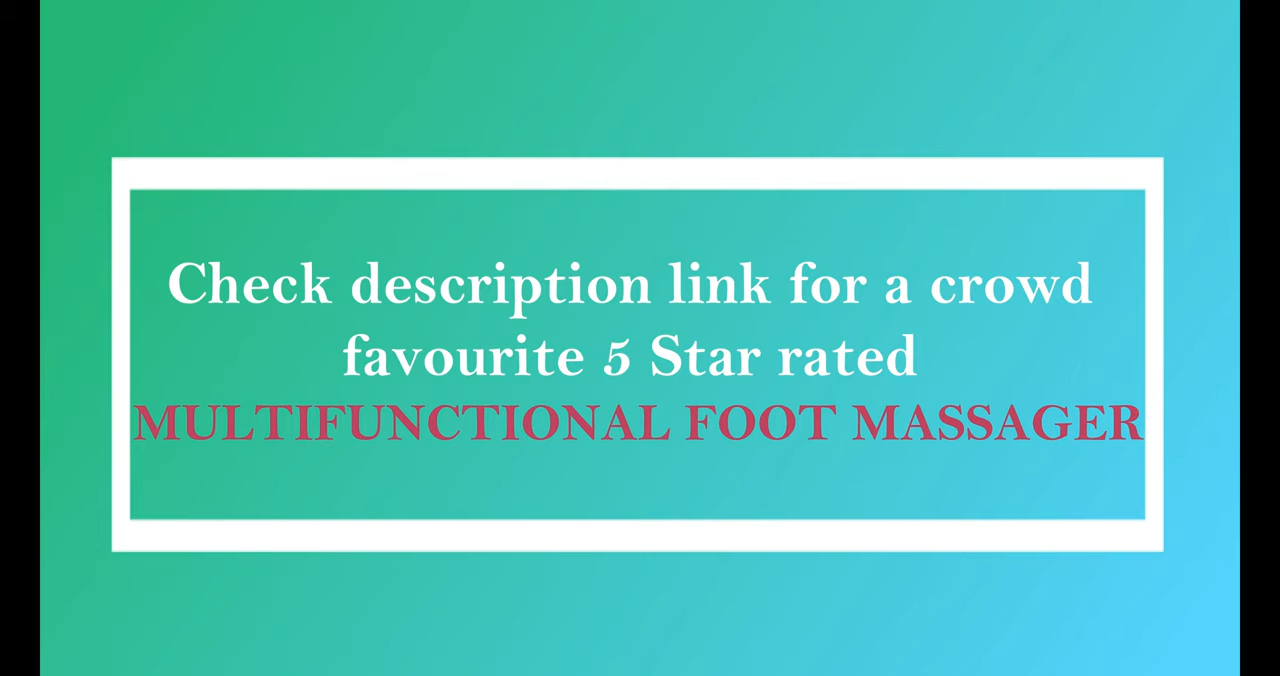 Check description link for a crowd
favourite 5 Star rated
MULTIFUNCTIONAL FOOT MASSAGER